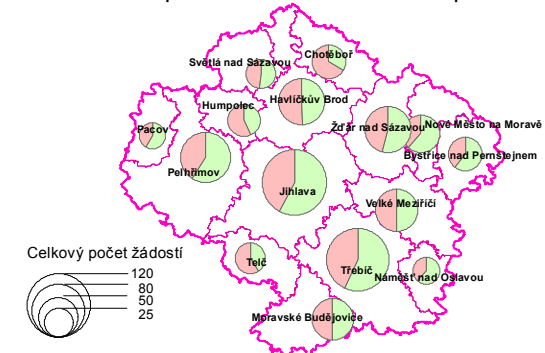 Chotěboř
Světlá nad Sázavou
Havlíčkův Brod
Humpolec
Pacov
Žďár nad Sázavou
Nové Město na Moravě
Bystřice nad Pernštejnem
Pelhřimov
Jihlava
Velké Meziříčí
Telč
Třebíč
Náměšť nad Oslavou
Moravské Budějovice
Celkový počet žádostí
120
80
50
25